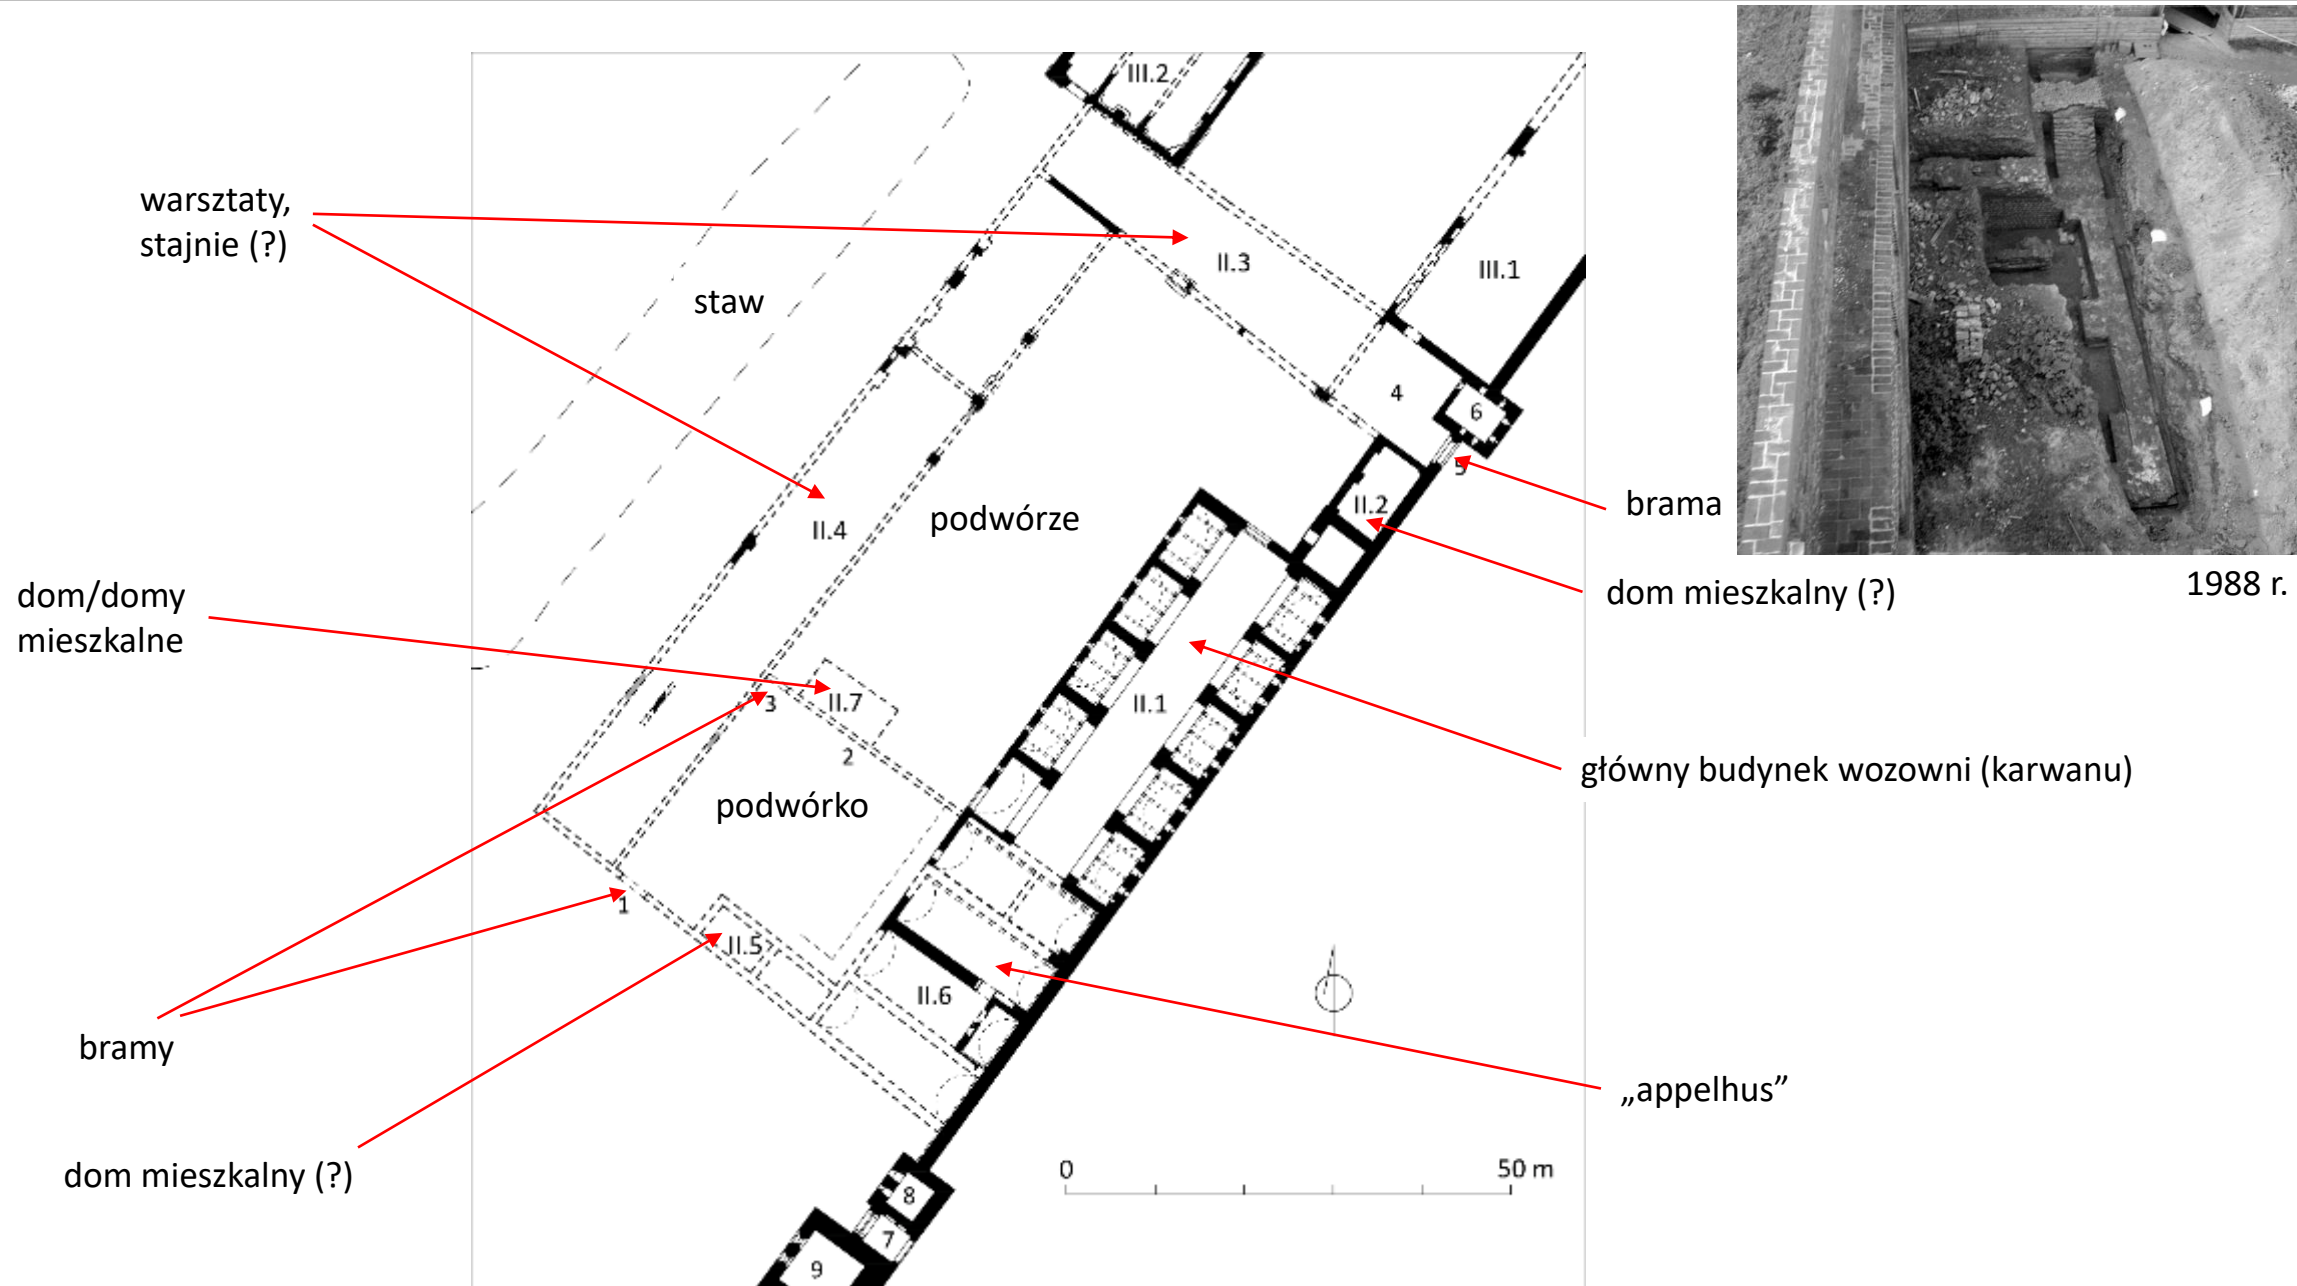 III.2
warsztaty,
stajnie (?)
II.3
III.1
staw
4
6
5
II.2
brama
podwórze
II.4
1988 r.
dom/domy
mieszkalne
dom mieszkalny (?)
3
II.7
II.1
2
główny budynek wozowni (karwanu)
podwórko
1
II.5
II.6
bramy
„appelhus”
dom mieszkalny (?)
0
50 m
8
7
9